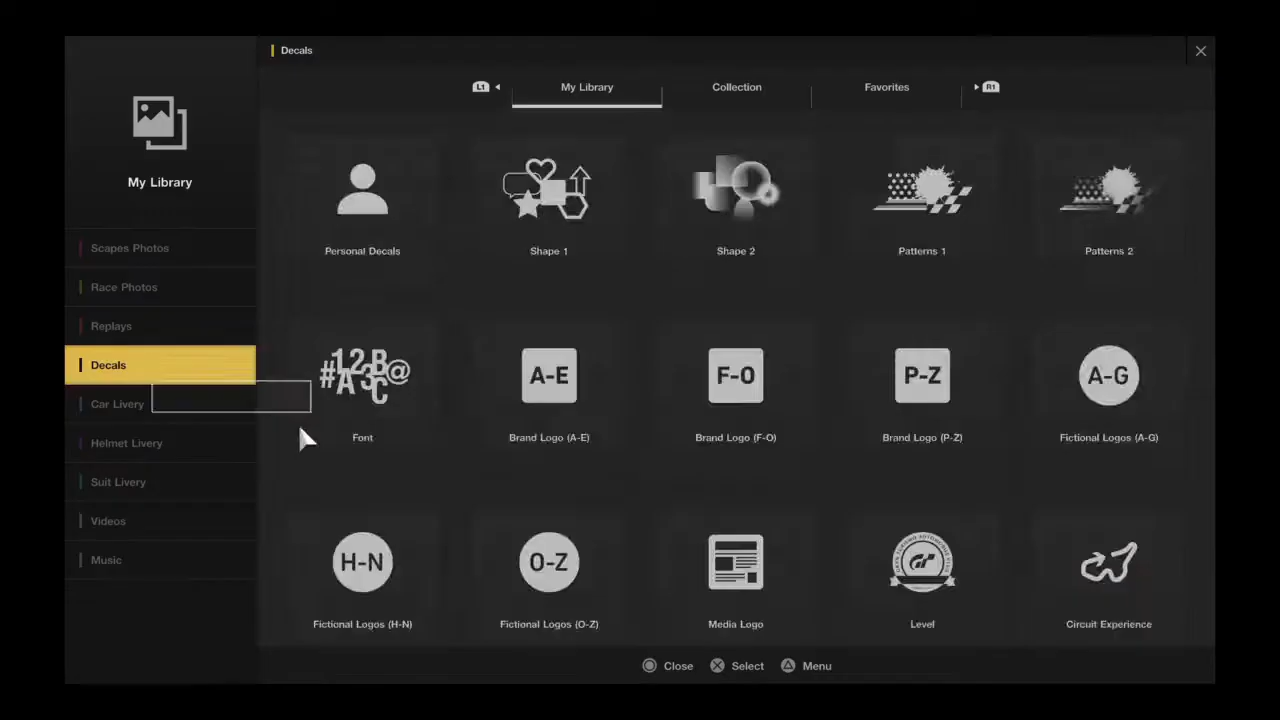 Decals
My Library
L1
My Library
Collection
Favorites
R1
Scapes Photos
Race Photos
Replays
Decals
Car Livery
Helmet Livery
Suit Livery
Videos
Music
Personal Decals
Shape 1
Shape 2
Patterns 1
Patterns 2
#123ABC@
Font
A-E
Brand Logo (A-E)
F-O
Brand Logo (F-O)
P-Z
Brand Logo (P-Z)
A-G
Fictional Logos (A-G)
H-N
Fictional Logos (H-N)
O-Z
Fictional Logos (O-Z)
Media Logo
Level
Circuit Experience
Close
Select
Menu